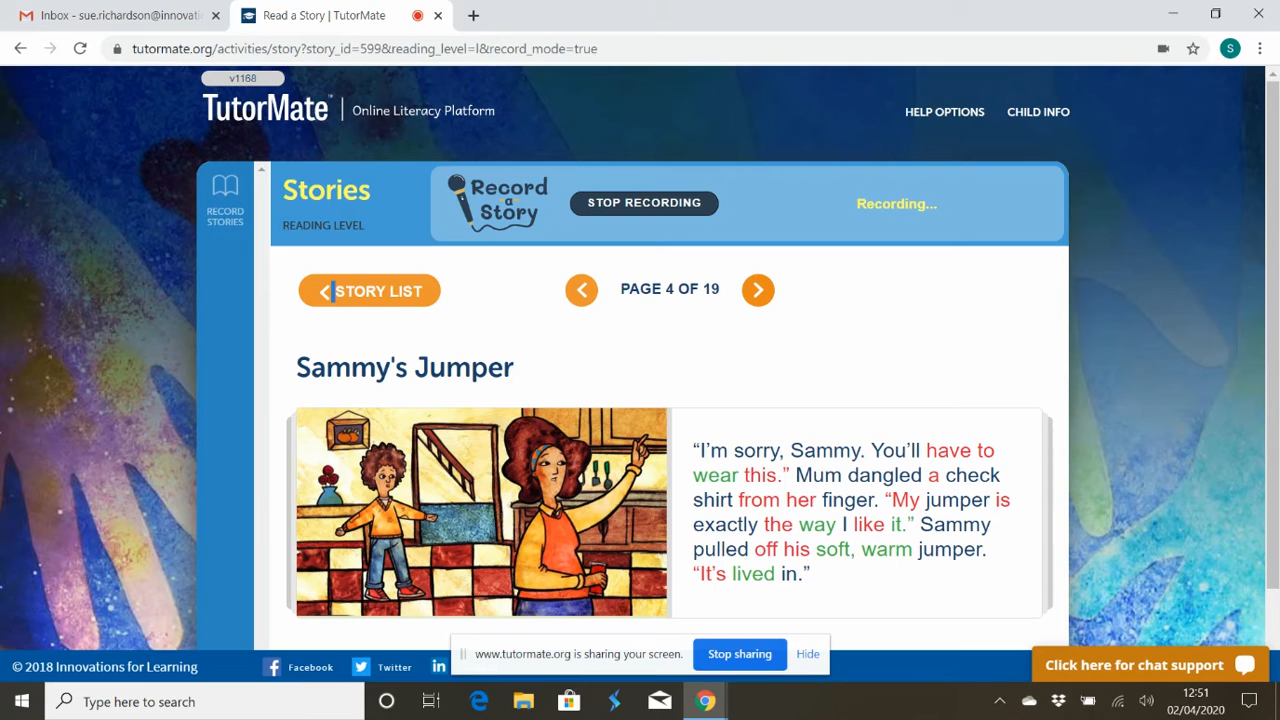 Inbox - sue.richardson@innovati
Read a Story | TutorMate
tutormate.org/activities/story?story_id=599&reading_level=l&record_mode=true
S
v1168
TutorMate™ | Online Literacy Platform
HELP OPTIONS
CHILD INFO
RECORD
STORIES
Stories
READING LEVEL
Record
a
Story
STOP RECORDING
Recording...
STORY LIST
PAGE 4 OF 19
Sammy's Jumper
“I’m sorry, Sammy. You’ll have to
wear this.” Mum dangled a check
shirt from her finger. “My jumper is
exactly the way I like it.” Sammy
pulled off his soft, warm jumper.
“It’s lived in.”
www.tutormate.org is sharing your screen.
Stop sharing
Hide
© 2018 Innovations for Learning
Facebook
Twitter
in
Click here for chat support
Type here to search
12:51
02/04/2020